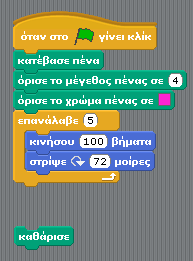 όταν στο γίνει κλίκ
κατέβασε πένα
όρισε το μέγεθος πένας σε 4
όρισε το χρώμα πένας σε
επανάλαβε 5
κινήσου 100 βήματα
στρίψε 72 μοίρες
καθάρισε